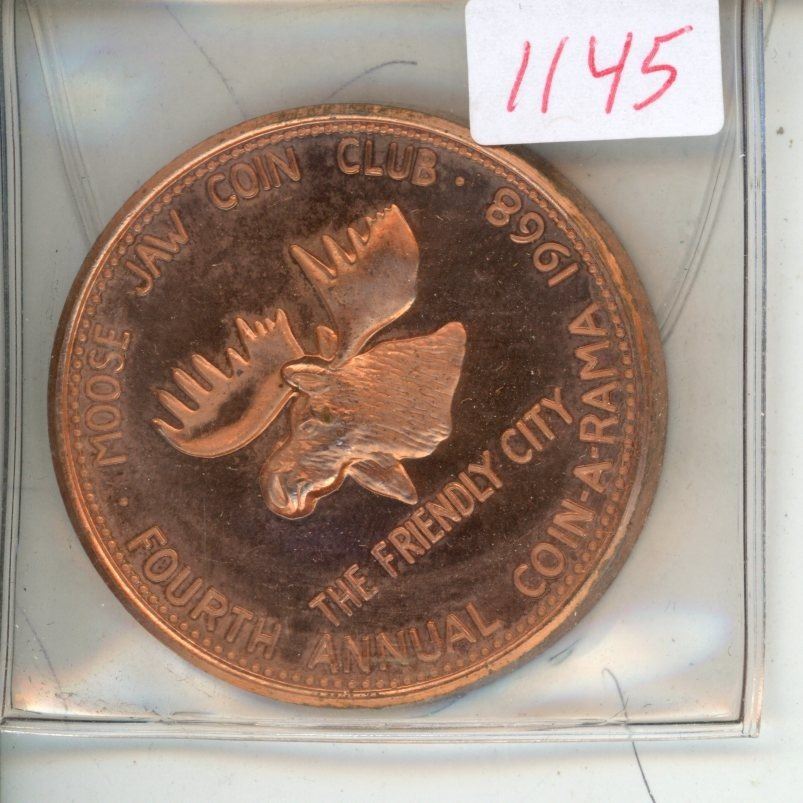 1145
· MOOSE JAW COIN CLUB · 1968
THE FRIENDLY CITY
FOURTH ANNUAL COIN-A-RAMA